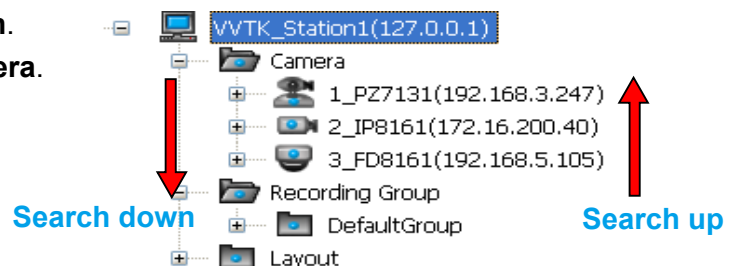 n.
VVTK_Station1(127.0.0.1)
Camera
era.
1_PZ7131(192.168.3.247)
2_IP8161(172.16.200.40)
3_FD8161(192.168.5.105)
Recording Group
Search down
DefaultGroup
Search up
Layout